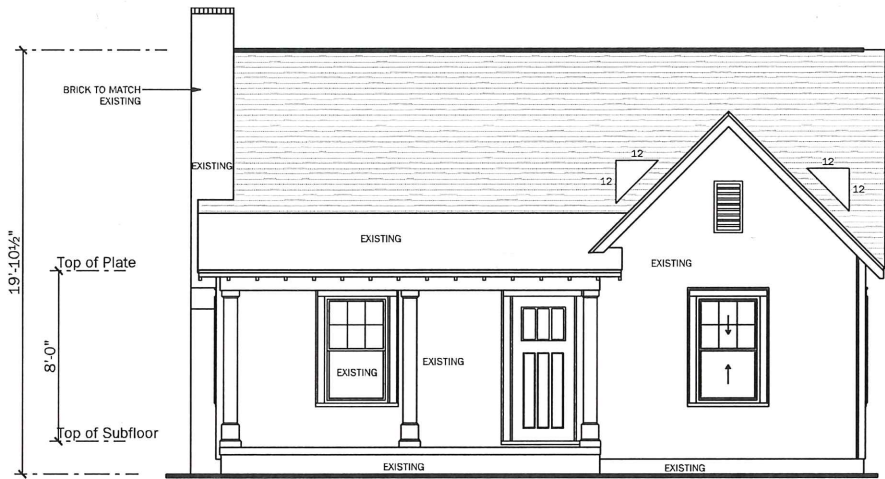 BRICK TO MATCH
EXISTING
EXISTING
12
12
12
12
EXISTING
EXISTING
Top of Plate
19'-10½"
8'-0"
EXISTING
EXISTING
Top of Subfloor
EXISTING
EXISTING